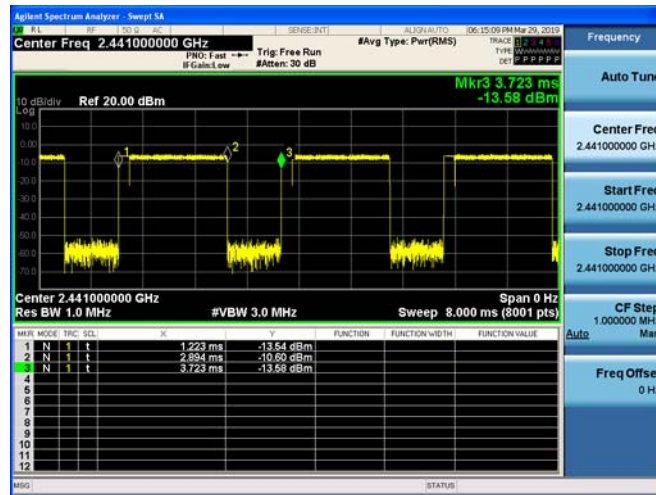 Agilent Spectrum Analyzer - Swept SA
RL RF 50 Ω AC SENSE:INT ALIGN AUTO 06:15:09 PM Mar 29, 2019
Center Freq 2.441000000 GHz
PNO: Fast
IFGain:Low
Trig: Free Run
#Atten: 30 dB
#Avg Type: Pwr(RMS)
TRACE 1 2 3 4 5 6
TYPE
DET P P P P P P
Mkr3 3.723 ms
-13.58 dBm
10 dB/div Ref 20.00 dBm
Log
10.0
0.00
-10.0
-20.0
-30.0
-40.0
-50.0
-60.0
-70.0
1
2
3
Center 2.441000000 GHz Span 0 Hz
Res BW 1.0 MHz #VBW 3.0 MHz Sweep 8.000 ms (8001 pts)
MKR MODE TRC SCL X Y FUNCTION FUNCTION WIDTH FUNCTION VALUE
1 N 1 t 1.223 ms -13.54 dBm
2 N 1 t 2.894 ms -10.60 dBm
3 N 1 t 3.723 ms -13.58 dBm
4
5
6
7
8
9
10
11
12
MSG STATUS
Frequency
Auto Tune
Center Freq
2.441000000 GHz
Start Freq
2.441000000 GHz
Stop Freq
2.441000000 GHz
CF Step
1.000000 MHz
Auto Man
Freq Offset
0 Hz